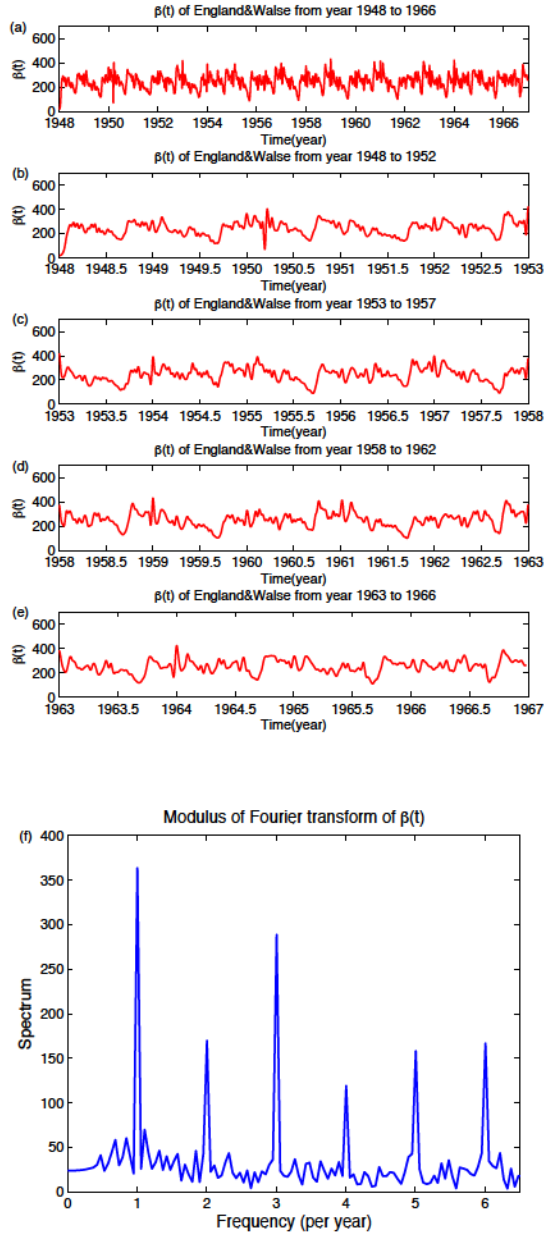 β(t) of England&Walse from year 1948 to 1966
(a)
600
400
200
0
β(t)
1948 1950 1952 1954 1956 1958 1960 1962 1964 1966
Time(year)
β(t) of England&Walse from year 1948 to 1952
(b)
600
400
200
0
β(t)
1948 1948.5 1949 1949.5 1950 1950.5 1951 1951.5 1952 1952.5 1953
Time(year)
β(t) of England&Walse from year 1953 to 1957
(c)
600
400
200
0
β(t)
1953 1953.5 1954 1954.5 1955 1955.5 1956 1956.5 1957 1957.5 1958
Time(year)
β(t) of England&Walse from year 1958 to 1962
(d)
600
400
200
0
β(t)
1958 1958.5 1959 1959.5 1960 1960.5 1961 1961.5 1962 1962.5 1963
Time(year)
β(t) of England&Walse from year 1963 to 1966
(e)
600
400
200
0
β(t)
1963 1963.5 1964 1964.5 1965 1965.5 1966 1966.5 1967
Time(year)
Modulus of Fourier transform of β(t)
(f)
400
350
300
250
200
150
100
50
0
Spectrum
0 1 2 3 4 5 6
Frequency (per year)